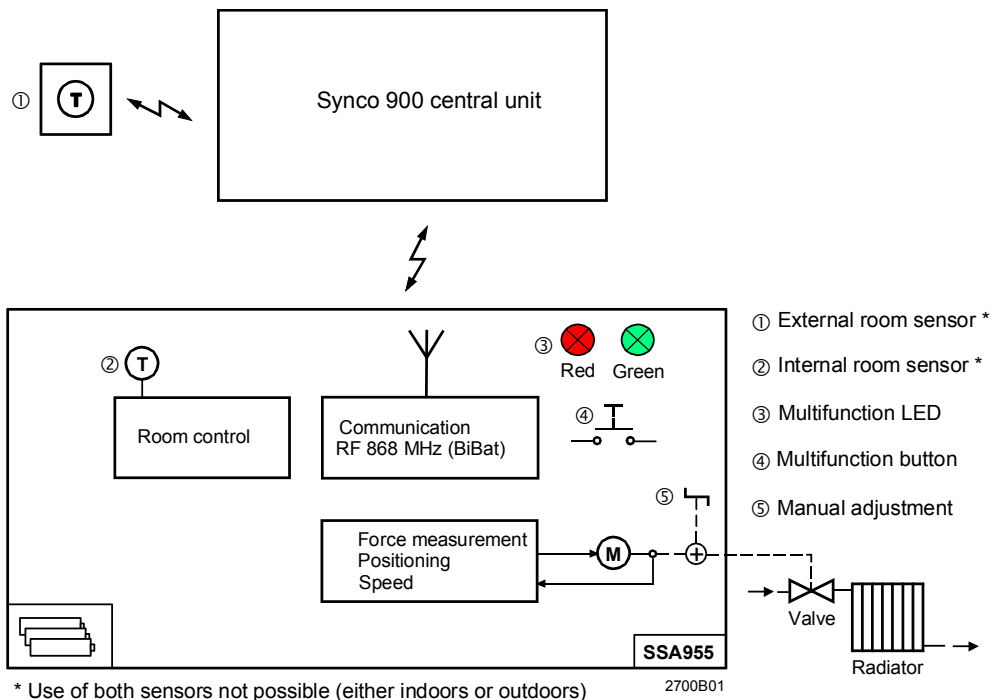 ① T
Synco 900 central unit
② T
Room control
Communication
RF 868 MHz (BiBat)
③ Red Green
④
⑤
Force measurement
Positioning
Speed
M
Valve
Radiator
SSA955
① External room sensor *
② Internal room sensor *
③ Multifunction LED
④ Multifunction button
⑤ Manual adjustment
* Use of both sensors not possible (either indoors or outdoors)
2700B01